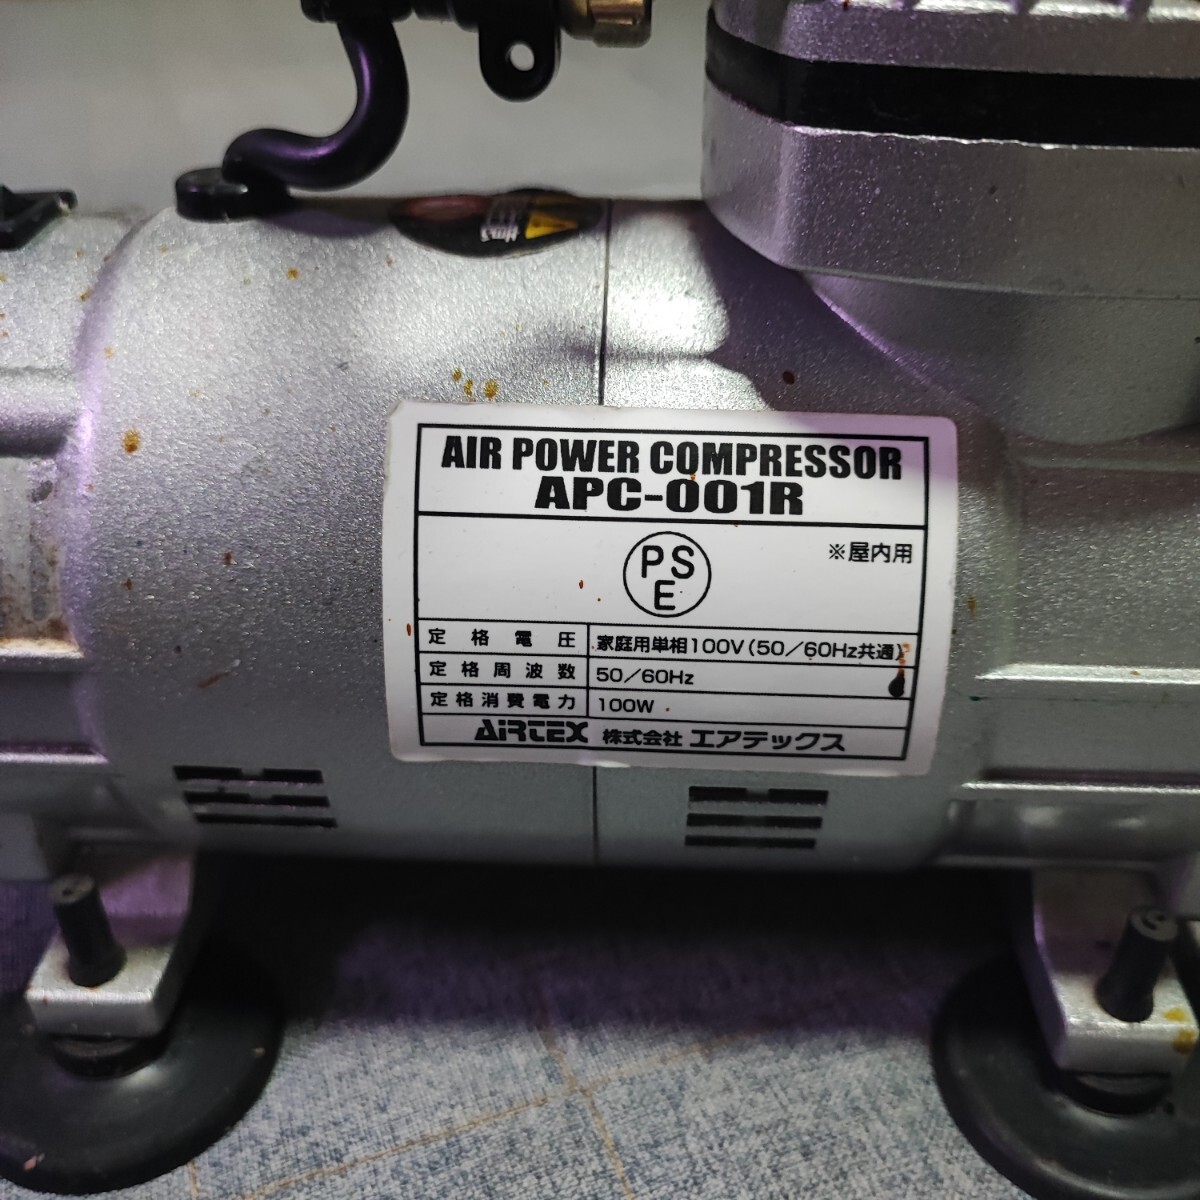 AIR POWER COMPRESSOR
APC-001R
PS
E
※屋内用
定格電圧 家庭用単相100V(50/60Hz共通)
定格周波数 50/60Hz
定格消費電力 100W
AIRTEX 株式会社 エアテックス